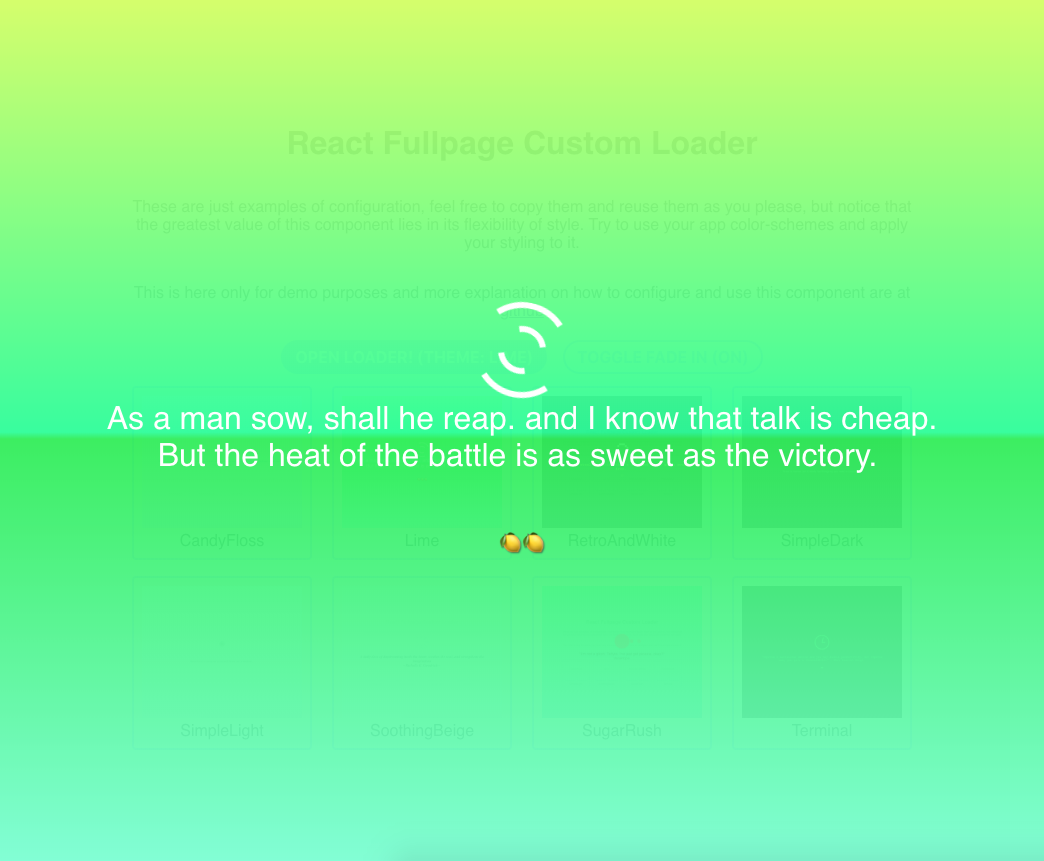 React Fullpage Custom Loader
These are just examples of configuration, feel free to copy them and reuse them as you please, but notice that
the greatest value of this component lies in its flexibility of style. Try to use your app color-schemes and apply
your styling to it.
This is here only for demo purposes and more explanation on how to configure and use this component are at
OPEN LOADER! (THEME: TOGGLE FADE IN (ON)
As a man sow, shall he reap. and I know that talk is cheap.
But the heat of the battle is as sweet as the victory.
CandyFloss Lime RetroAndWhite SimpleDark
SimpleLight SoothingBeige SugarRush Terminal